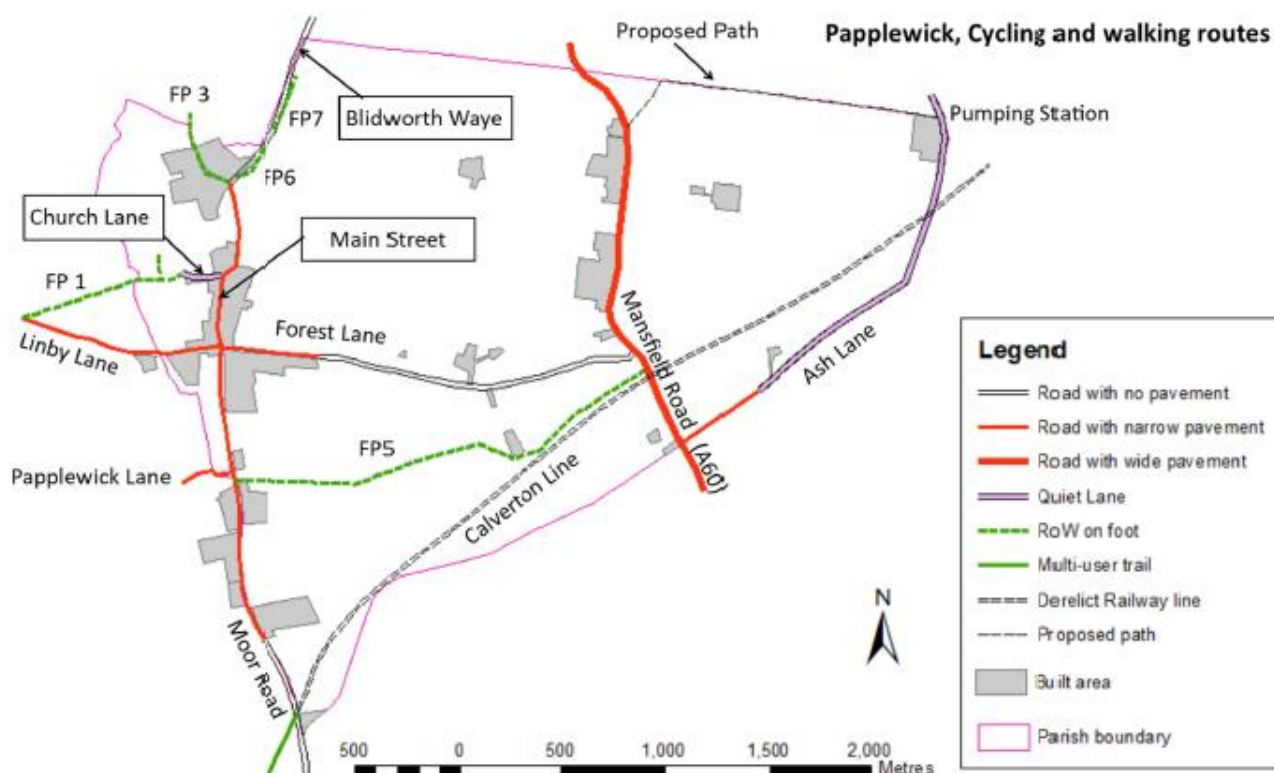 Papplewick, Cycling and walking routes
Proposed Path
FP 3
FP7
Blidworth Waye
Pumping Station
FP6
Church Lane
Main Street
FP 1
Linby Lane
Forest Lane
Mansfield Road (A60)
Ash Lane
FP5
Papplewick Lane
Calverton Line
Moor Road
N
Legend
Road with no pavement
Road with narrow pavement
Road with wide pavement
Quiet Lane
RoW on foot
Multi-user trail
Derelict Railway line
Proposed path
Built area
Parish boundary
500 0 500 1,000 1,500 2,000
Metres